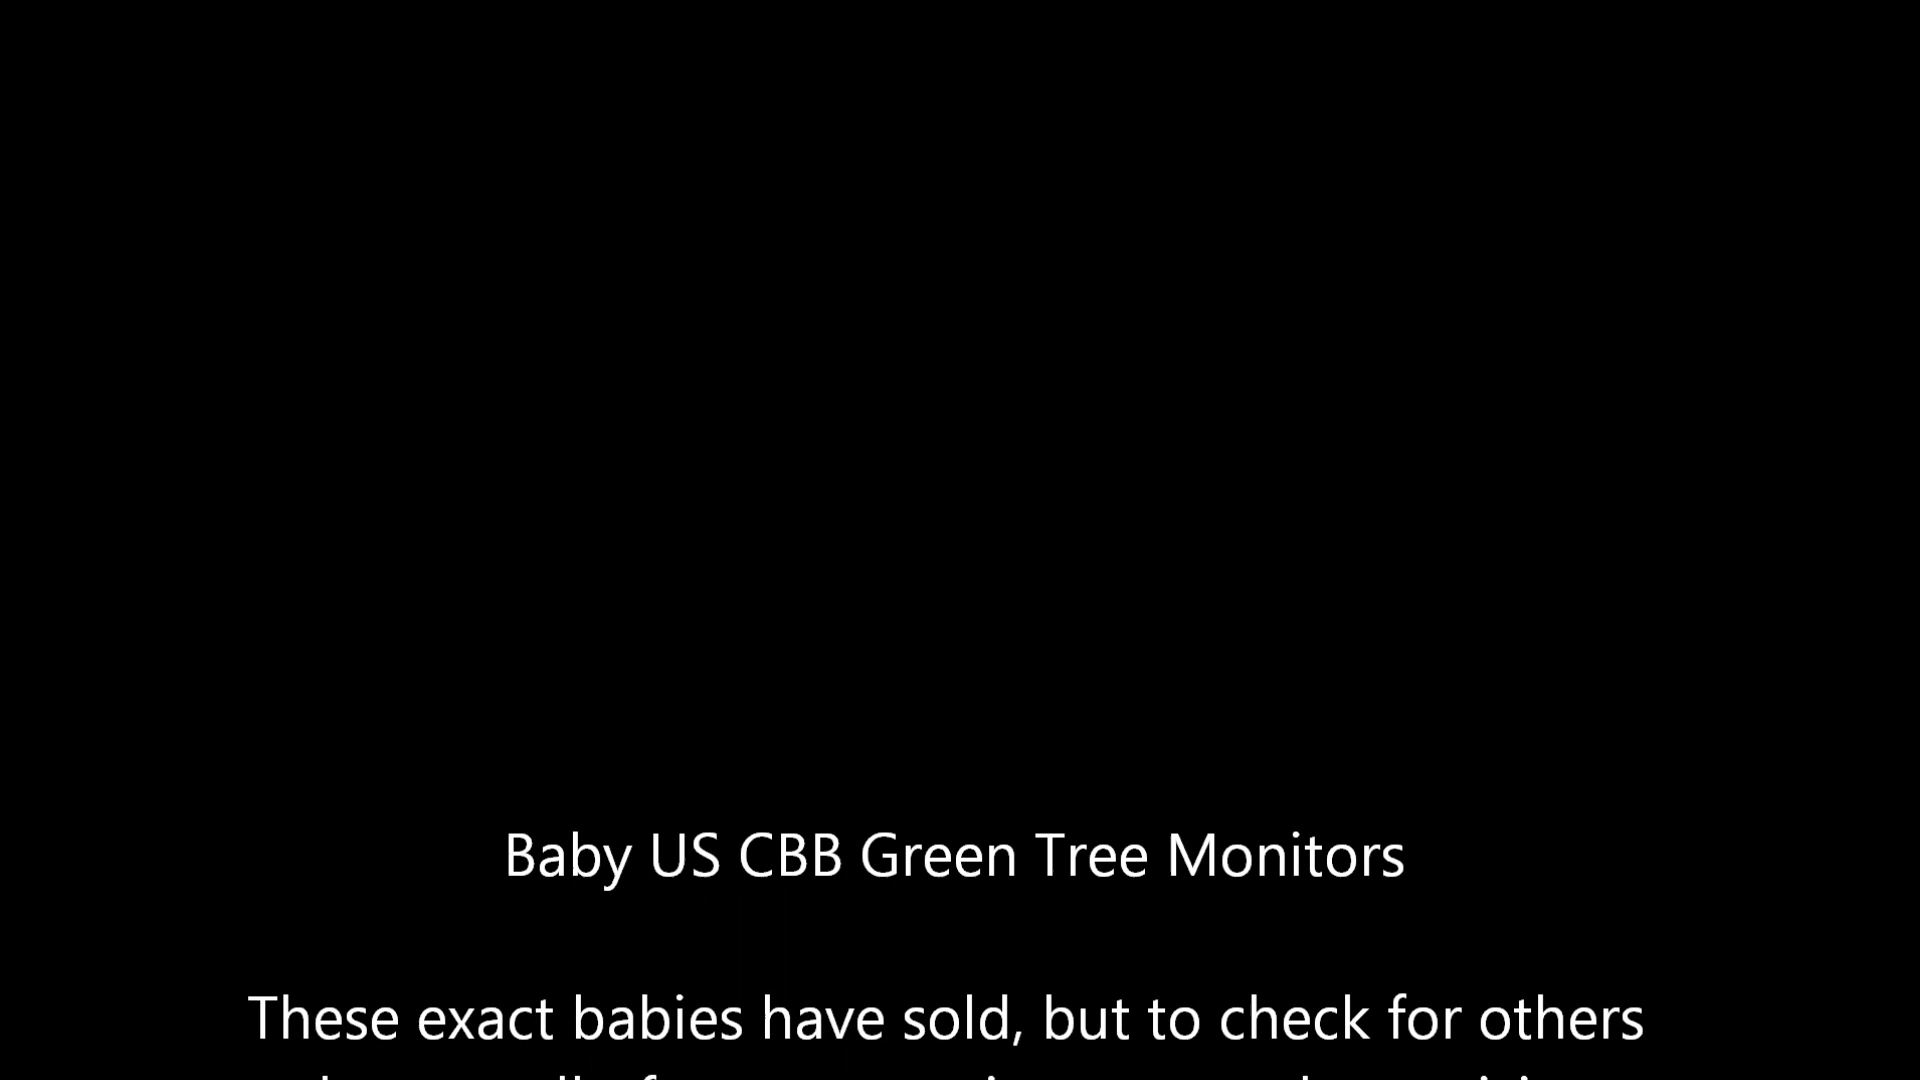 Baby US CBB Green Tree Monitors
These exact babies have sold, but to check for others